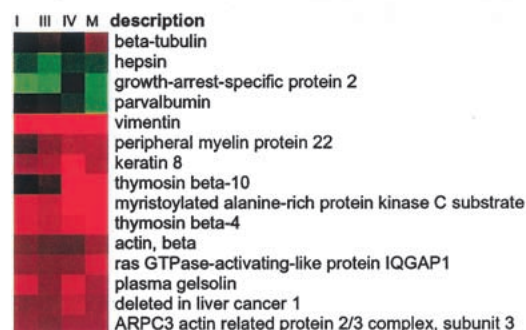 I III IV M description
beta-tubulin
hepsin
growth-arrest-specific protein 2
parvalbumin
vimentin
peripheral myelin protein 22
keratin 8
thymosin beta-10
myristoylated alanine-rich protein kinase C substrate
thymosin beta-4
actin, beta
ras GTPase-activating-like protein IQGAP1
plasma gelsolin
deleted in liver cancer 1
ARPC3 actin related protein 2/3 complex, subunit 3